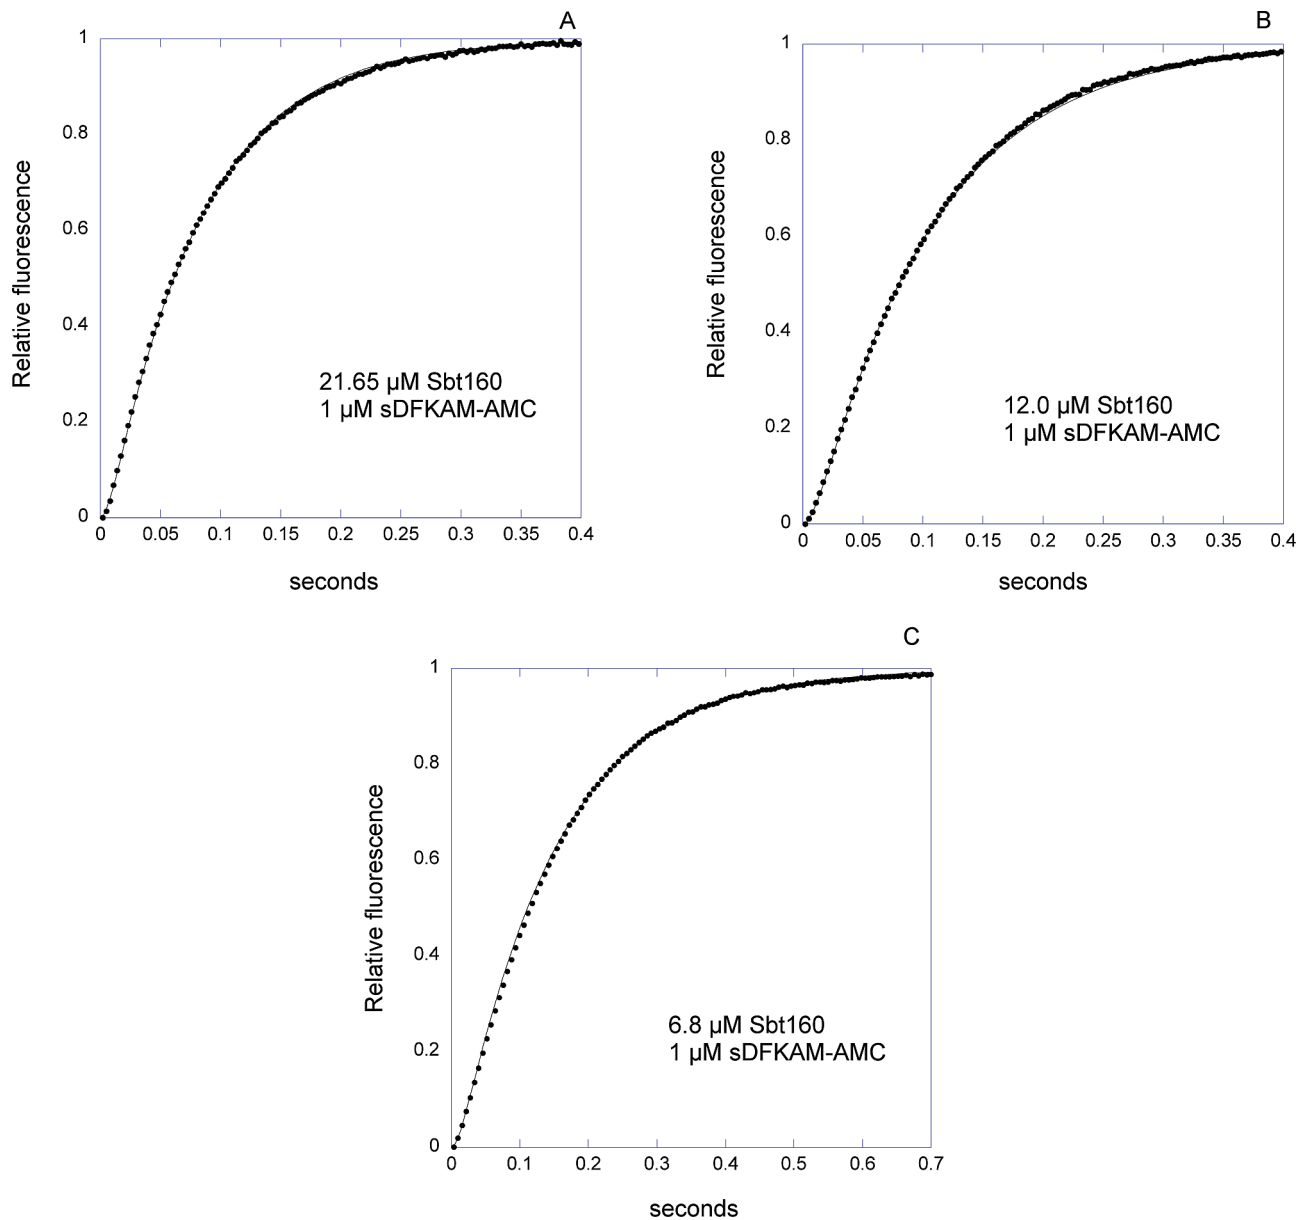 A
1
0.8
0.6
0.4
0.2
0
0 0.05 0.1 0.15 0.2 0.25 0.3 0.35 0.4
Relative fluorescence
seconds
21.65 µM Sbt160
1 µM sDFKAM-AMC
B
1
0.8
0.6
0.4
0.2
0
0 0.05 0.1 0.15 0.2 0.25 0.3 0.35 0.4
Relative fluorescence
seconds
12.0 µM Sbt160
1 µM sDFKAM-AMC
C
1
0.8
0.6
0.4
0.2
0
0 0.1 0.2 0.3 0.4 0.5 0.6 0.7
Relative fluorescence
seconds
6.8 µM Sbt160
1 µM sDFKAM-AMC